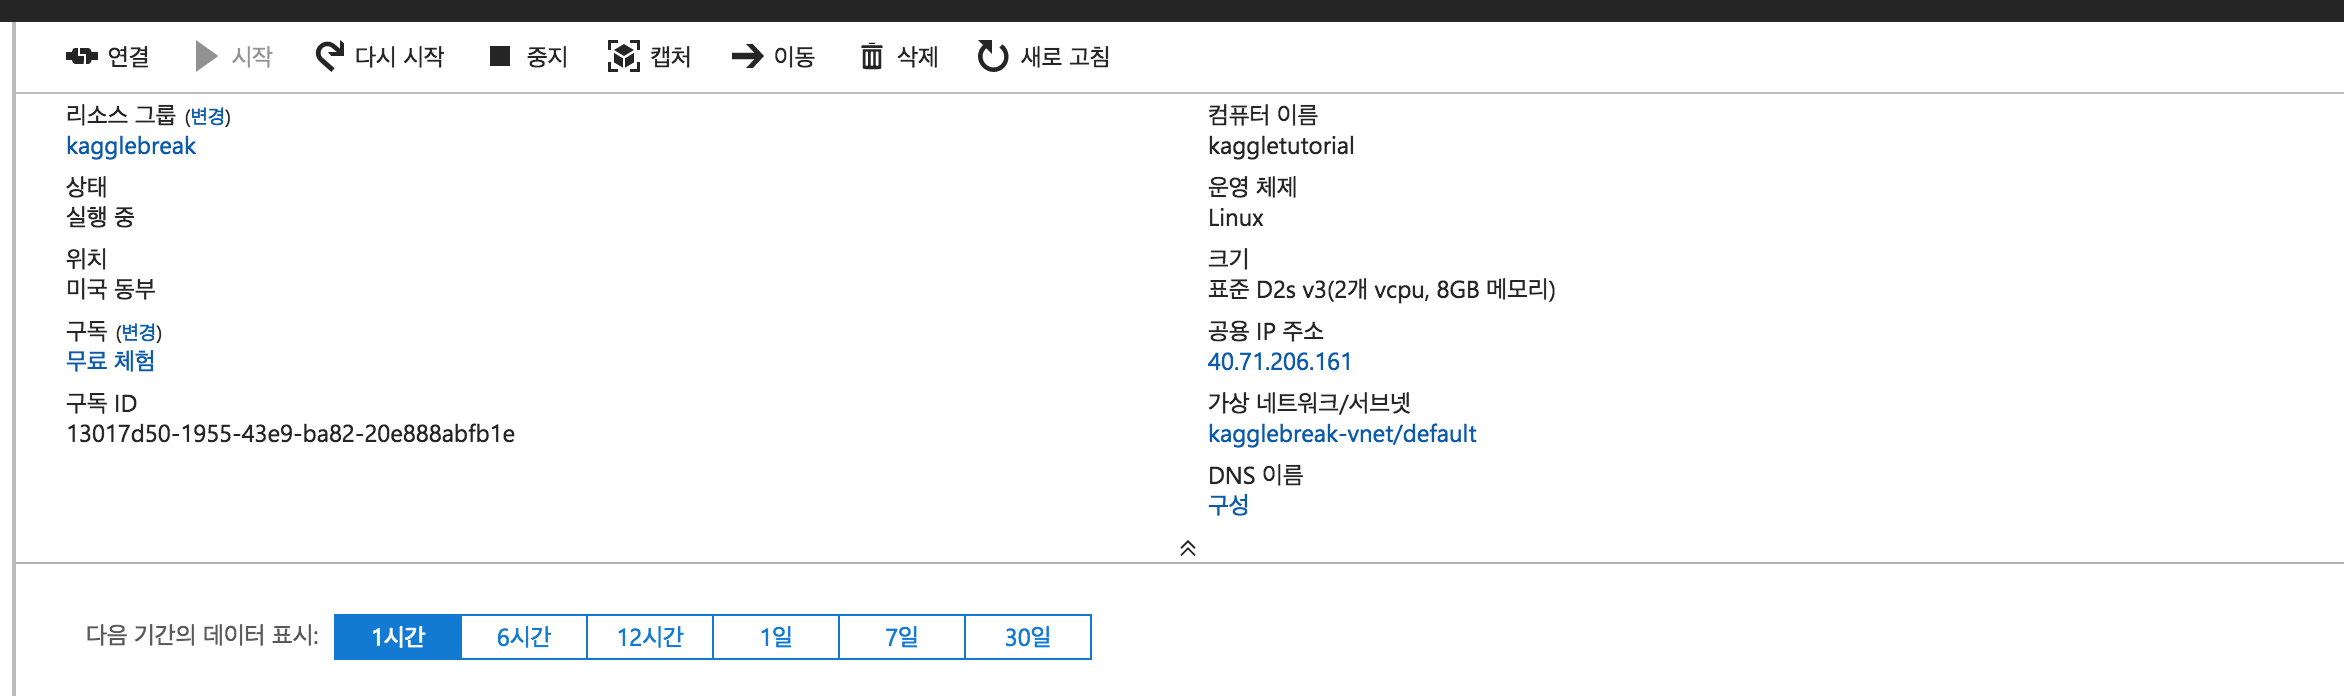 연결 시작 다시 시작 중지 캡처 이동 삭제 새로 고침
리소스 그룹 (변경)
kagglebreak
상태
실행 중
위치
미국 동부
구독 (변경)
무료 체험
구독 ID
13017d50-1955-43e9-ba82-20e888abfb1e
컴퓨터 이름
kaggletutorial
운영 체제
Linux
크기
표준 D2s v3(2개 vcpu, 8GB 메모리)
공용 IP 주소
40.71.206.161
가상 네트워크/서브넷
kagglebreak-vnet/default
DNS 이름
구성
다음 기간의 데이터 표시: 1시간 6시간 12시간 1일 7일 30일